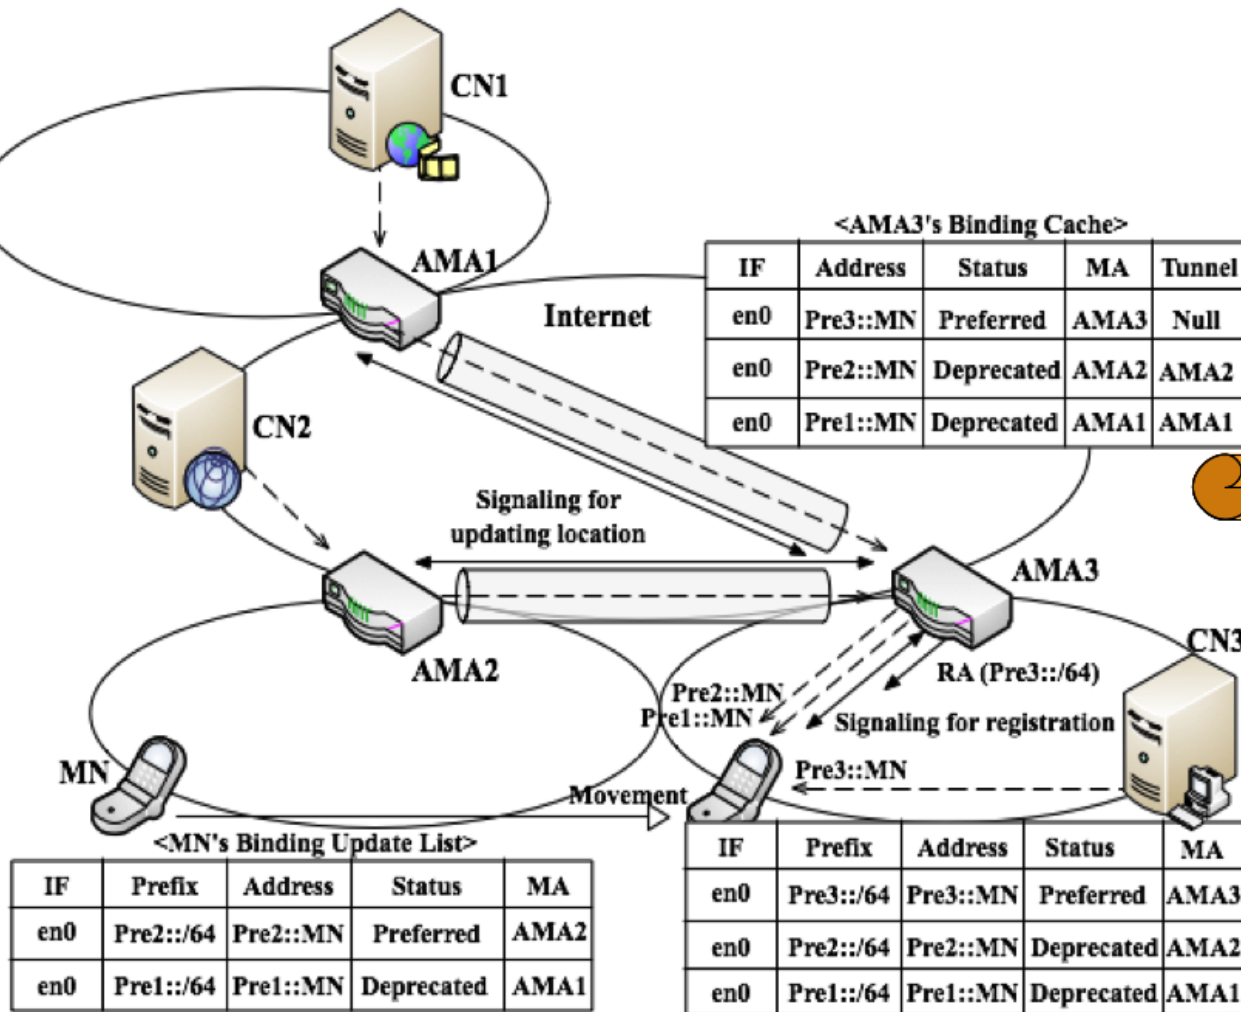 CN1
<AMA3's Binding Cache>
IF Address Status MA Tunnel
en0 Pre3::MN Preferred AMA3 Null
en0 Pre2::MN Deprecated AMA2 AMA2
en0 Pre1::MN Deprecated AMA1 AMA1
AMA1
Internet
CN2
Signaling for
updating location
AMA3
AMA2
CN3
RA (Pre3::/64)
Pre2::MN
Pre1::MN
Signaling for registration
MN
Pre3::MN
Movement
<MN's Binding Update List>
IF Prefix Address Status MA
en0 Pre2::/64 Pre2::MN Preferred AMA2
en0 Pre1::/64 Pre1::MN Deprecated AMA1
IF Prefix Address Status MA
en0 Pre3::/64 Pre3::MN Preferred AMA3
en0 Pre2::/64 Pre2::MN Deprecated AMA2
en0 Pre1::/64 Pre1::MN Deprecated AMA1